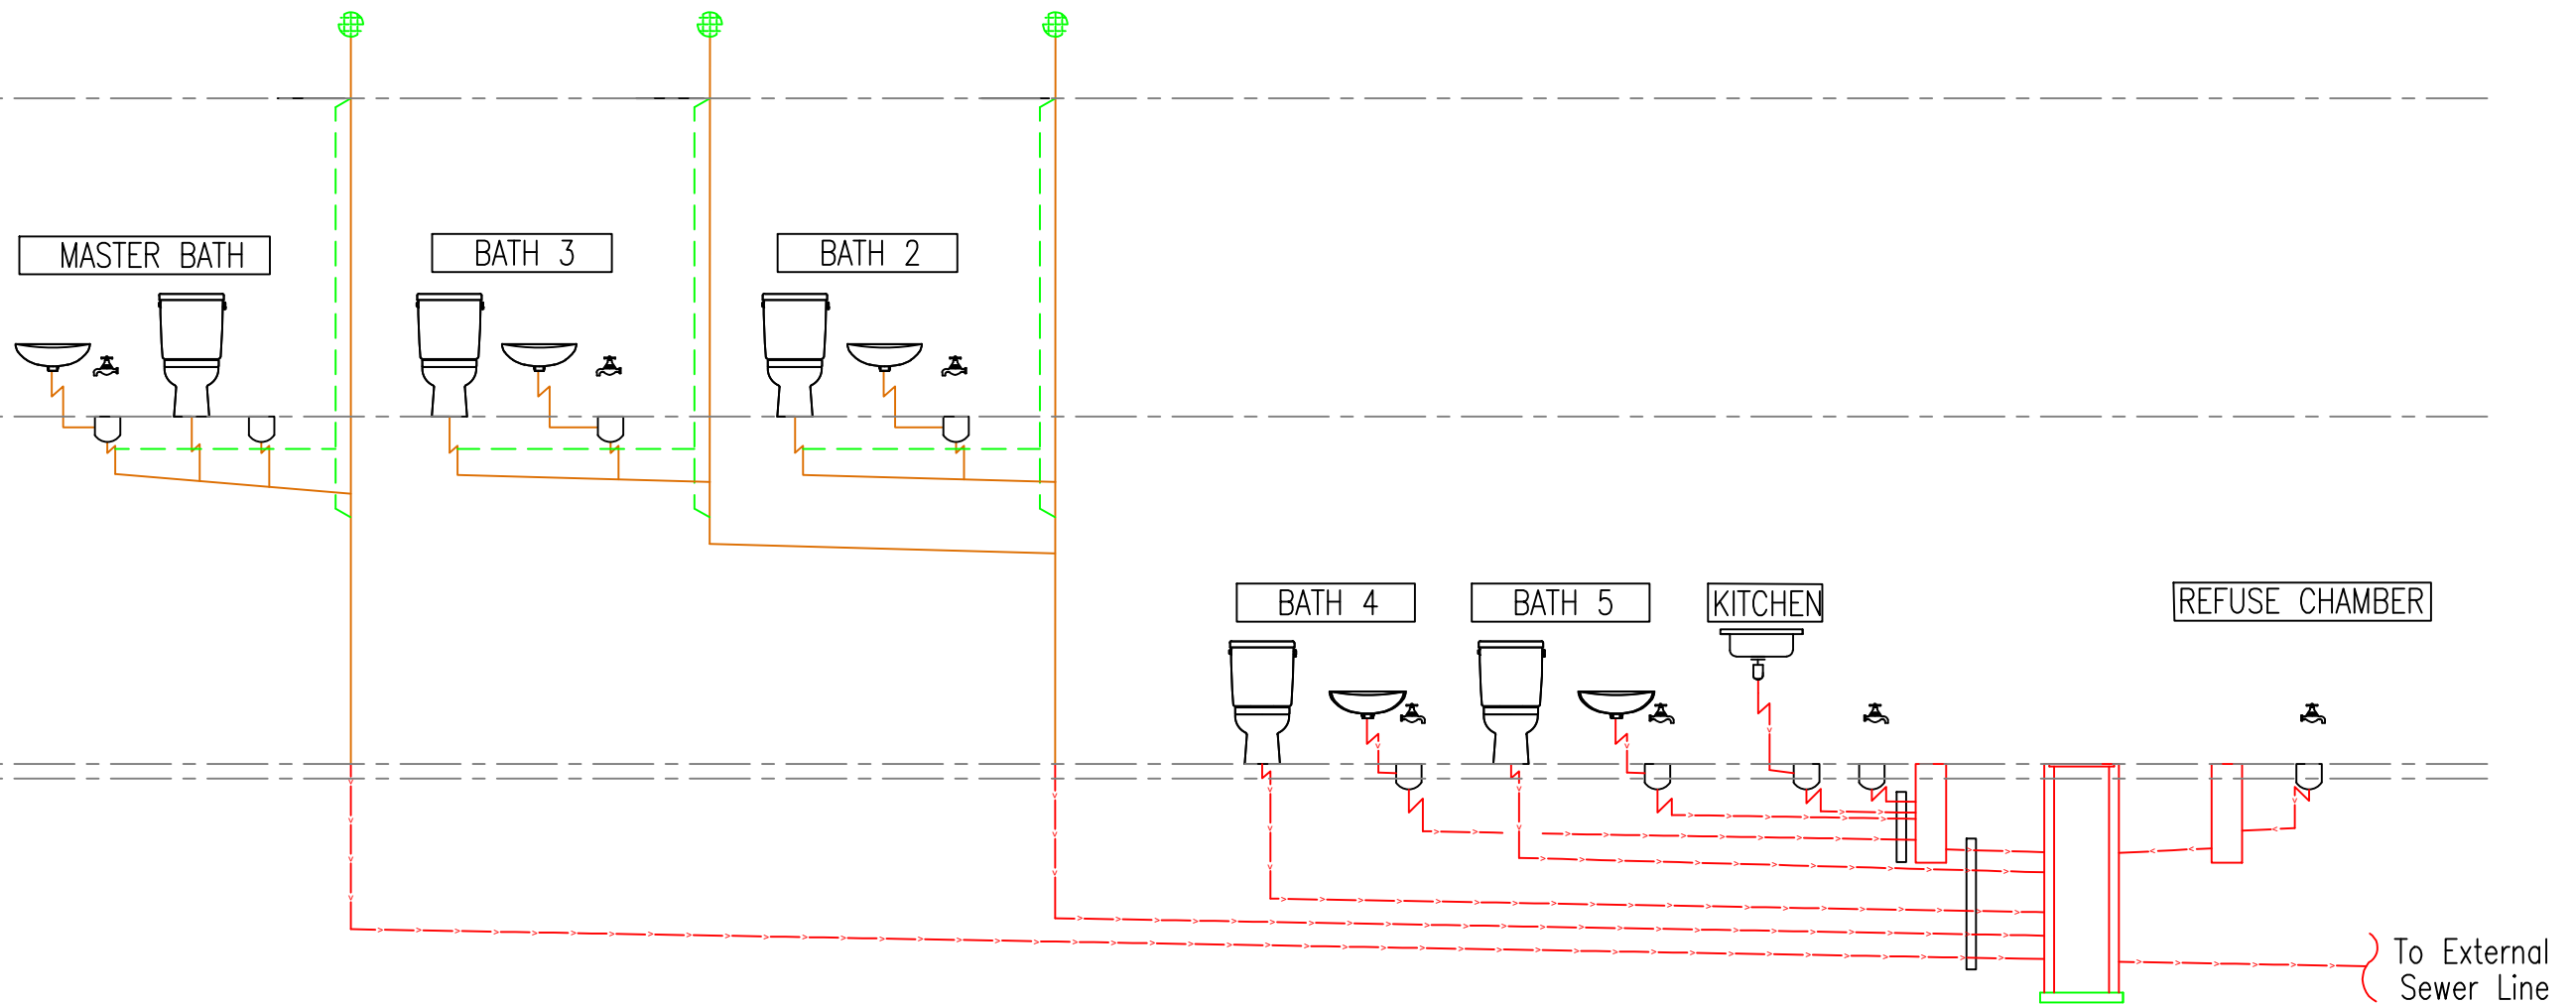 MASTER BATH
BATH 3
BATH 2
BATH 4
BATH 5
KITCHEN
REFUSE CHAMBER
To External
Sewer Line